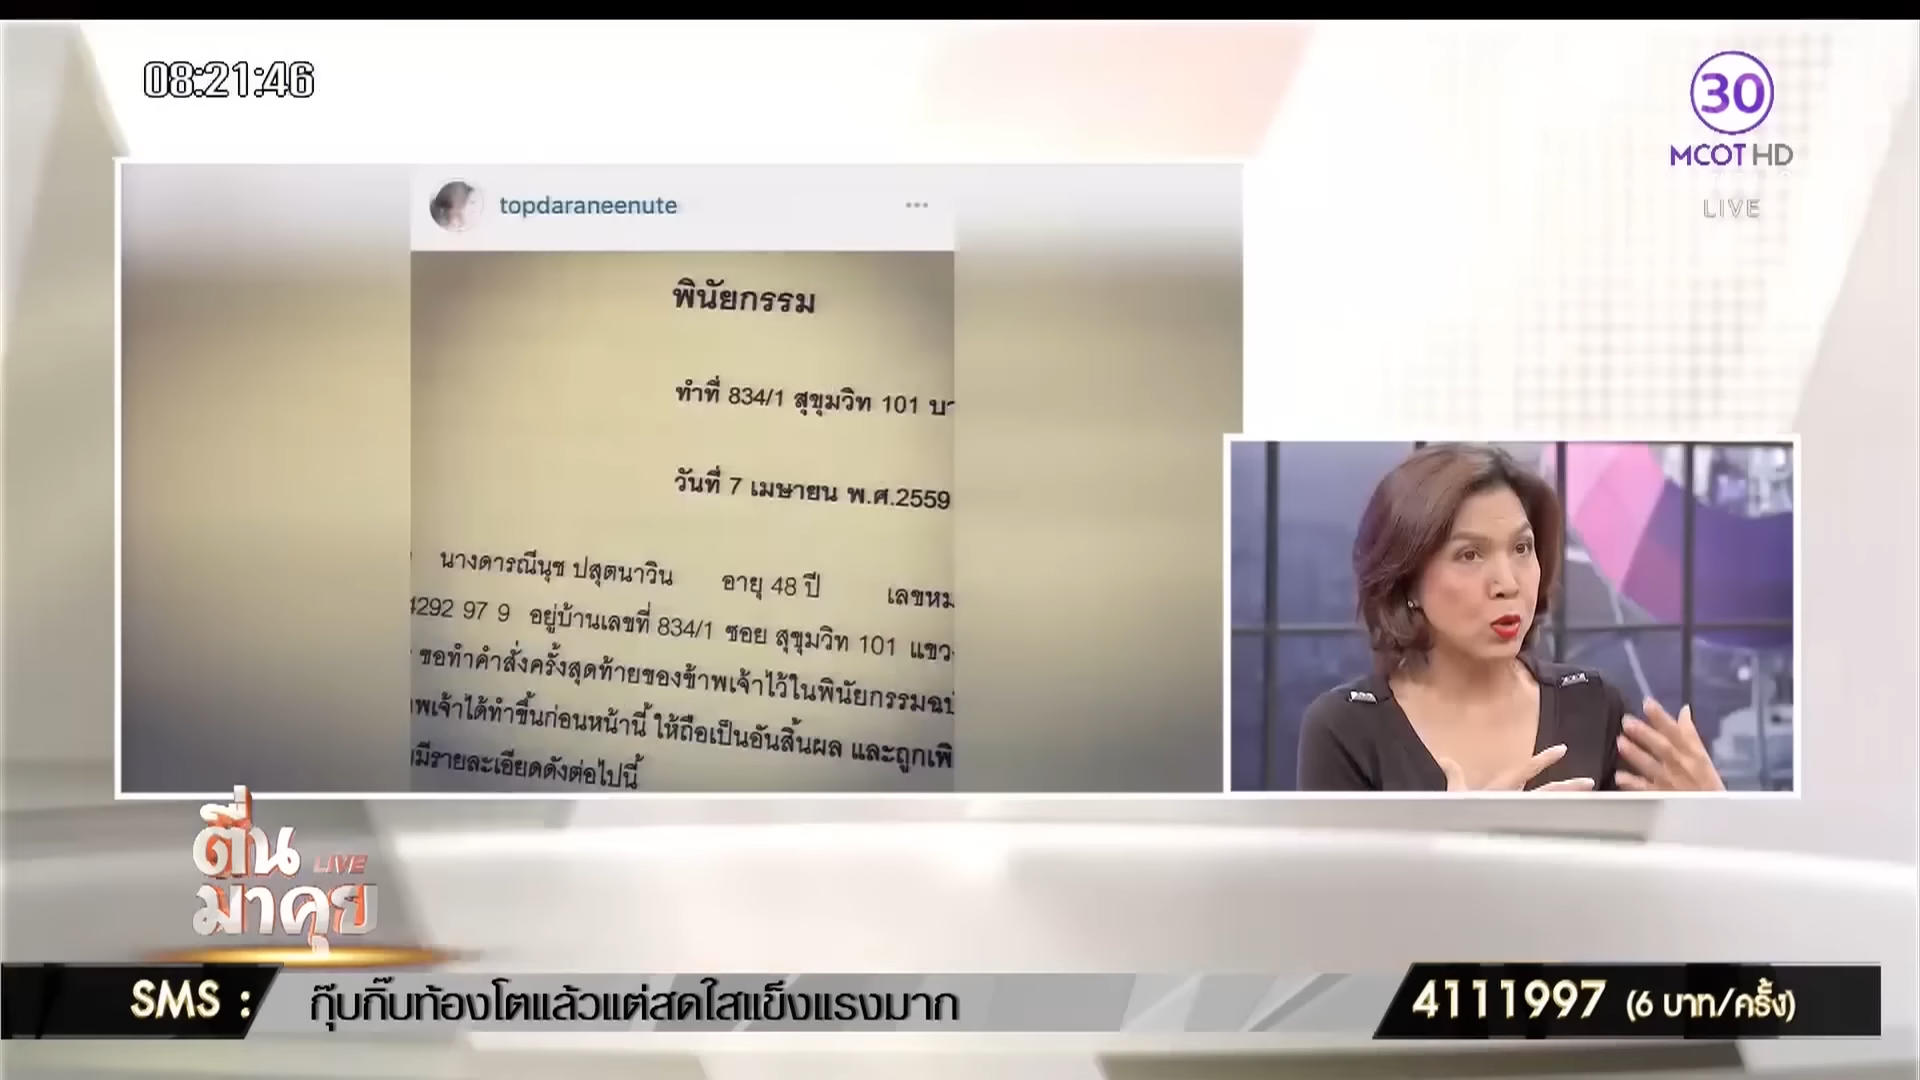 08:21:46
30
MCOT HD
LIVE
topdaraneenute
พินัยกรรม
ทำที่ 834/1 สุขุมวิท 101
วันที่ 7 เมษายน พ.ศ.2559
นางดารณีนุช ปสุตนาวิน อายุ 48 ปี
4292 97 9 อยู่บ้านเลขที่ 834/1 ซอย สุขุมวิท 101
ขอทำคำสั่งครั้งสุดท้ายของข้าพเจ้าไว้ในพินัยกรรม
ได้ทำขึ้นก่อนหน้านี้ ให้ถือเป็นอันสิ้นผล
มีรายละเอียดดังต่อไปนี้
ตื่น
LIVE
มาคุย
SMS : กุ๊บกิ๊บท้องโตแล้วแต่สดใสแข็งแรงมาก 4111997 (6 บาท/ครั้ง)